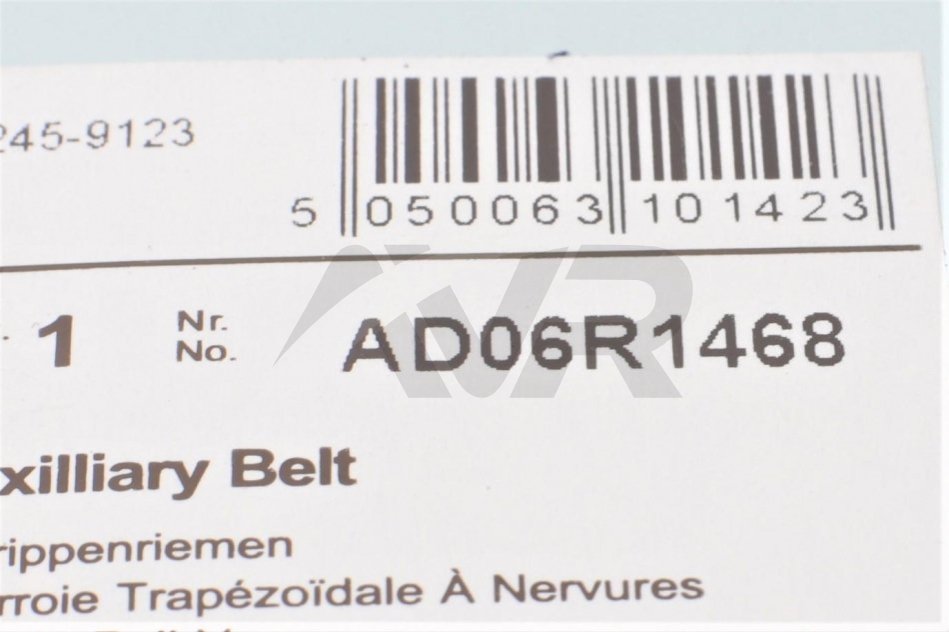 245-9123
5 050063 101423
1 Nr. AD06R1468
No.
xilliary Belt
rippenriemen
rroie Trapézoïdale À Nervures